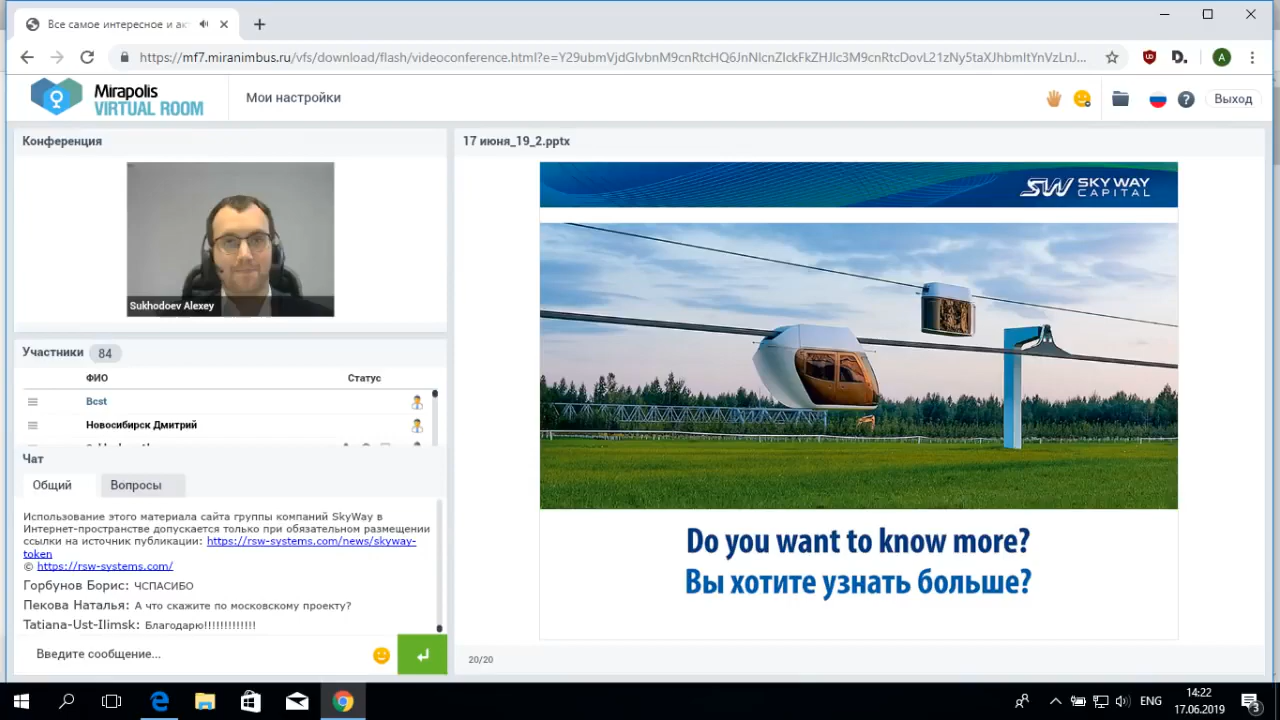 Все самое интересное и ак
https://mf7.miranimbus.ru/vfs/download/flash/videoconference.html?e=
A
Mirapolis
VIRTUAL ROOM
Мои настройки
Выход
Конференция
Sukhodoev Alexey
Участники 84
ФИО Статус
Bcst
Новосибирск Дмитрий
Чат
Общий Вопросы
Использование этого материала сайта группы компаний SkyWay в
Интернет-пространстве допускается только при обязательном размещении
ссылки на источник публикации: https://rsw-systems.com/news/skyway-
token
© https://rsw-systems.com/
Горбунов Борис: ЧСПАСИБО
Пекова Наталья: А что скажите по московскому проекту?
Tatiana-Ust-Ilimsk: Благодарю!!!!!!!!!!!!!
Введите сообщение...
17 июня_19_2.pptx
SW SKY WAY
CAPITAL
Do you want to know more?
Вы хотите узнать больше?
20/20
ENG
14:22
17.06.2019
3